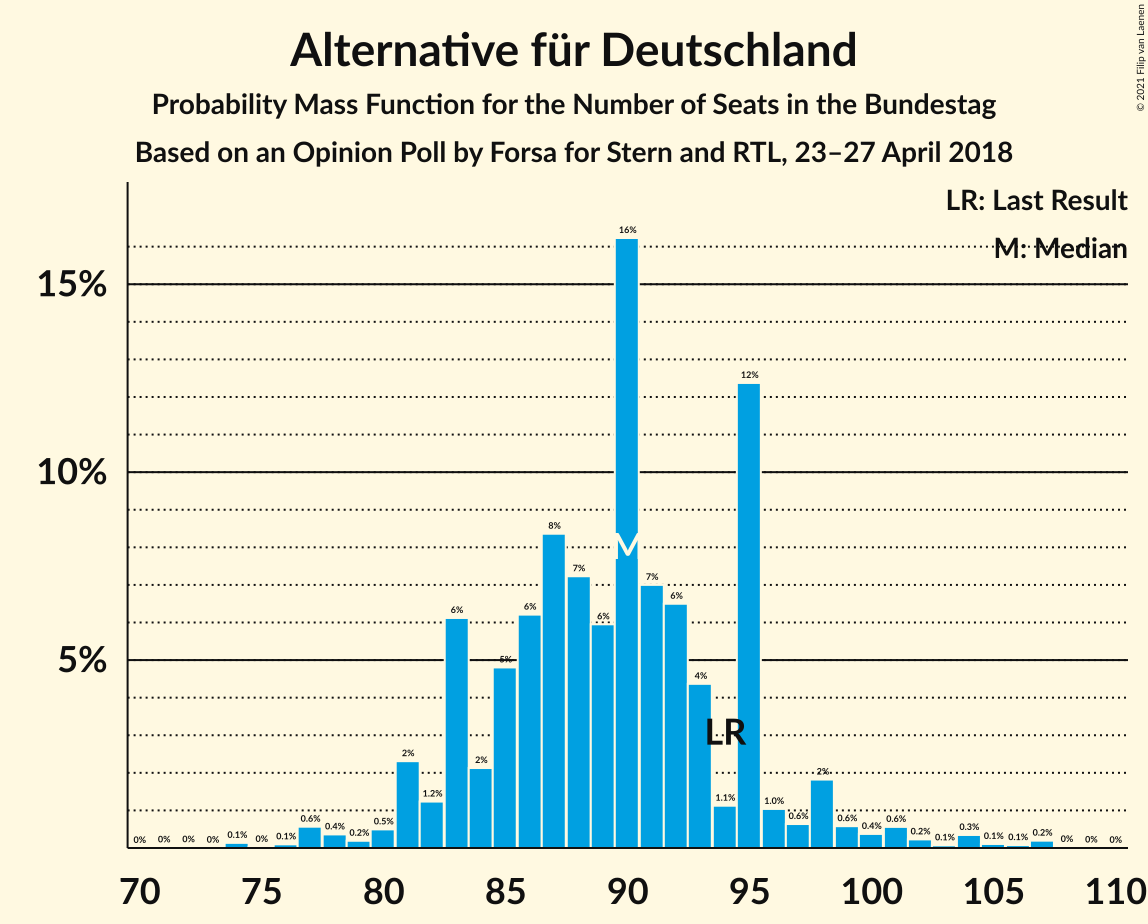 Alternative für Deutschland
Probability Mass Function for the Number of Seats in the Bundestag
Based on an Opinion Poll by Forsa for Stern and RTL, 23–27 April 2018
© 2021 Filip van Laenen
LR: Last Result
M: Median
15%
10%
5%
0% 0% 0% 0% 0.1% 0% 0.1% 0.6% 0.4% 0.2% 0.5% 2% 1.2% 6% 2% 5% 6% 8% 7% 6% 16% 7% 6% 4% 1.1% 12% 1.0% 0.6% 2% 0.6% 0.4% 0.6% 0.2% 0.1% 0.3% 0.1% 0.1% 0.2% 0% 0% 0%
M
LR
70 75 80 85 90 95 100 105 110